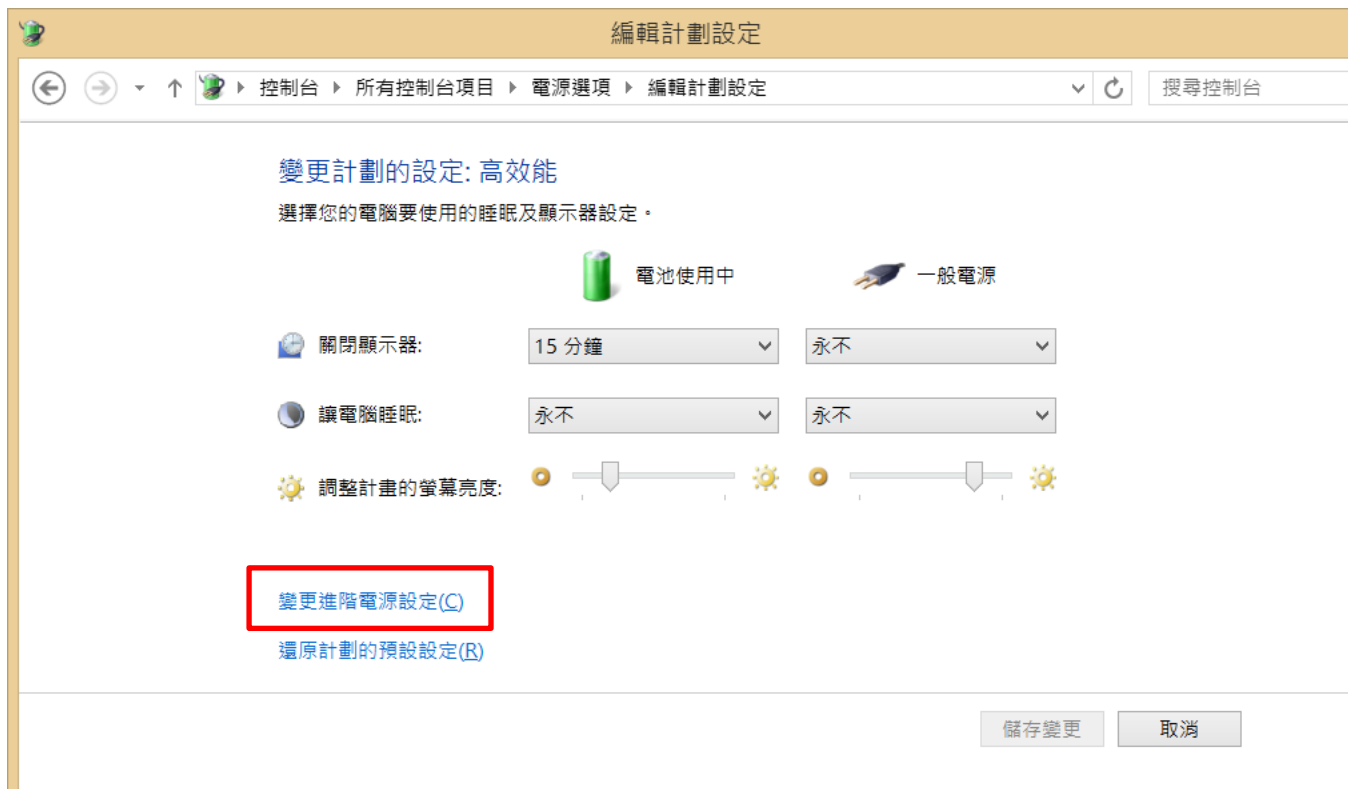 編輯計劃設定
控制台 所有控制台項目 電源選項 編輯計劃設定 搜尋控制台
變更計劃的設定: 高效能
選擇您的電腦要使用的睡眠及顯示器設定。
電池使用中 一般電源
關閉顯示器: 15 分鐘 永不
讓電腦睡眠: 永不 永不
調整計畫的螢幕亮度:
變更進階電源設定(C)
還原計劃的預設設定(R)
儲存變更 取消